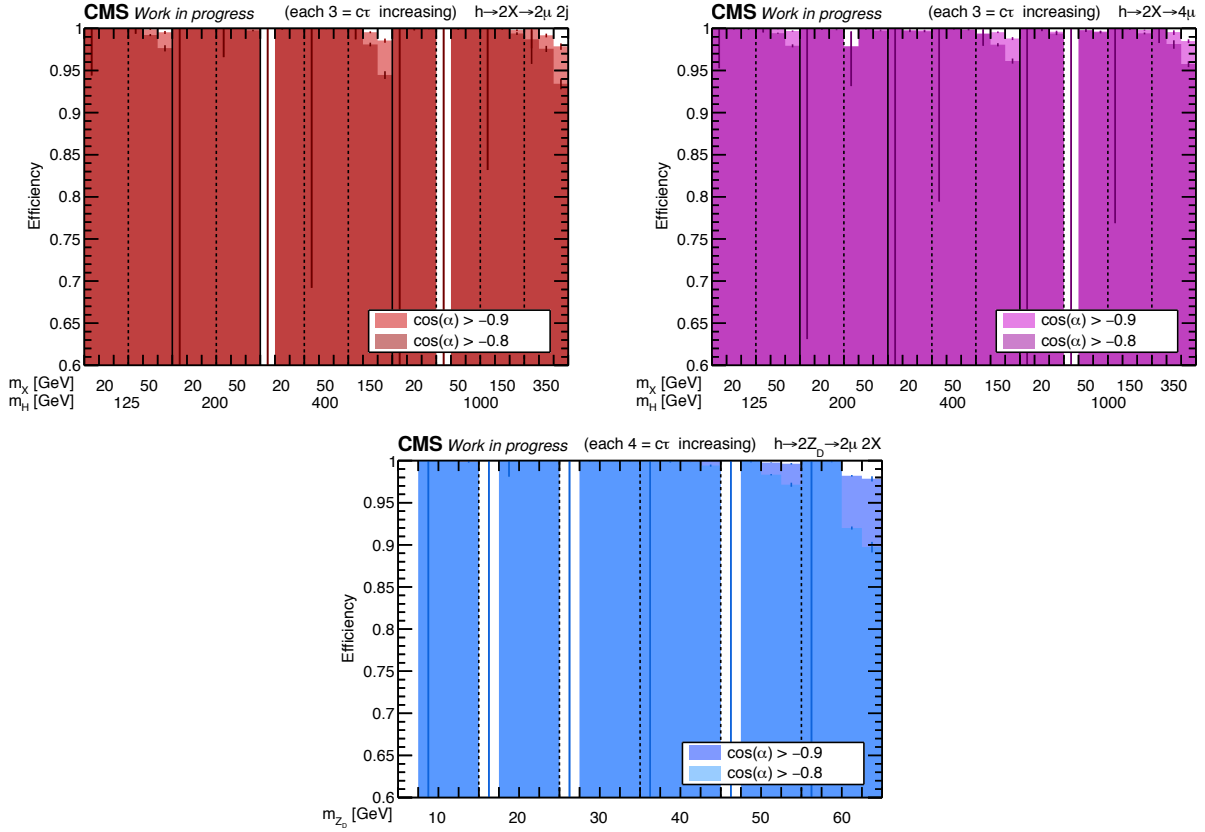 CMS Work in progress (each 3 = cτ increasing) h→2X→2μ 2j
Efficiency
1
0.95
0.9
0.85
0.8
0.75
0.7
0.65
0.6
cos(α) > −0.9
cos(α) > −0.8
m_X [GeV] 20 50 20 50 20 50 150 20 50 150 350
m_H [GeV] 125 200 400 1000
CMS Work in progress (each 3 = cτ increasing) h→2X→4μ
Efficiency
1
0.95
0.9
0.85
0.8
0.75
0.7
0.65
0.6
cos(α) > −0.9
cos(α) > −0.8
m_X [GeV] 20 50 20 50 20 50 150 20 50 150 350
m_H [GeV] 125 200 400 1000
CMS Work in progress (each 4 = cτ increasing) h→2Z_D→2μ 2X
Efficiency
1
0.95
0.9
0.85
0.8
0.75
0.7
0.65
0.6
cos(α) > −0.9
cos(α) > −0.8
m_Z_D [GeV] 10 20 30 40 50 60